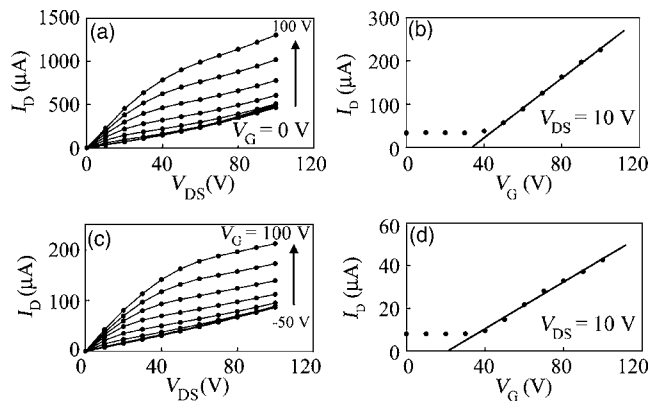 (a)
100 V
1500
1000
500
0
I_D (μA)
V_G = 0 V
0 40 80 120
V_DS(V)
(b)
300
200
100
0
I_D (μA)
V_DS = 10 V
0 40 80 120
V_G (V)
(c)
V_G = 100 V
200
100
0
I_D (μA)
-50 V
0 40 80 120
V_DS(V)
(d)
60
40
20
0
I_D (μA)
V_DS = 10 V
0 40 80 120
V_G (V)